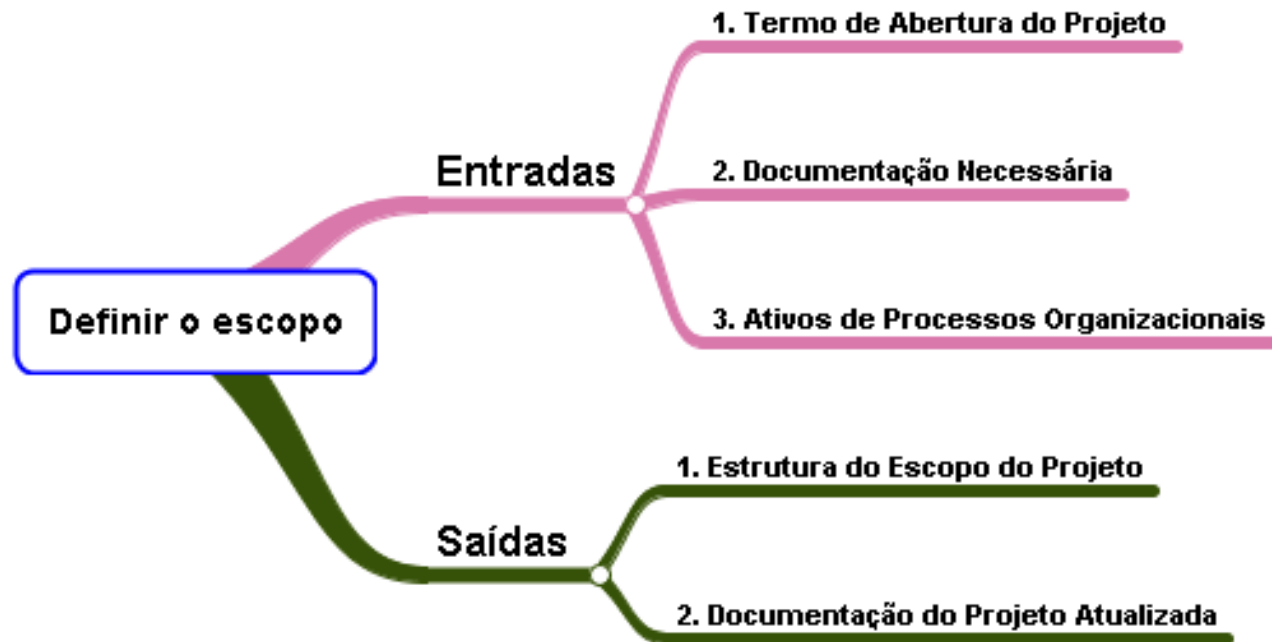 Definir o escopo
Entradas
1. Termo de Abertura do Projeto
2. Documentação Necessária
3. Ativos de Processos Organizacionais
Saídas
1. Estrutura do Escopo do Projeto
2. Documentação do Projeto Atualizada